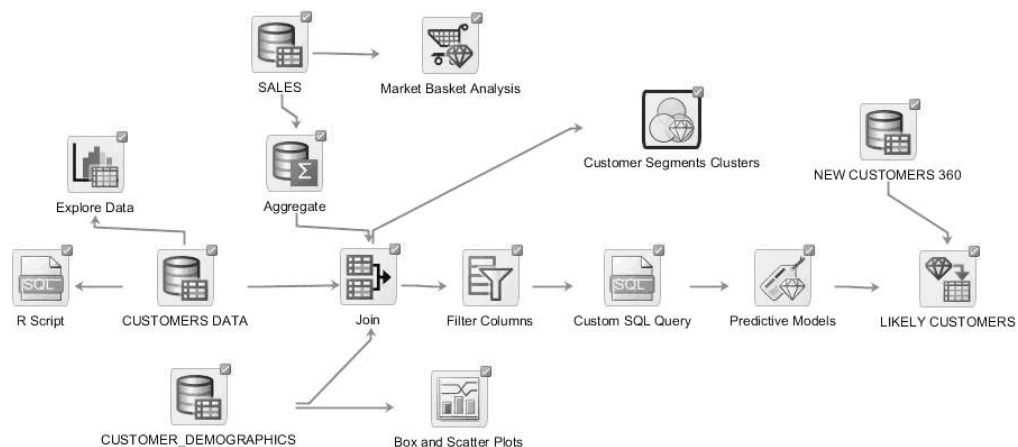 SALES
Market Basket Analysis
Customer Segments Clusters
NEW CUSTOMERS 360
Explore Data
Aggregate
SQL
R Script
CUSTOMERS DATA
Join
Filter Columns
SQL
Custom SQL Query
Predictive Models
LIKELY CUSTOMERS
CUSTOMER_DEMOGRAPHICS
Box and Scatter Plots